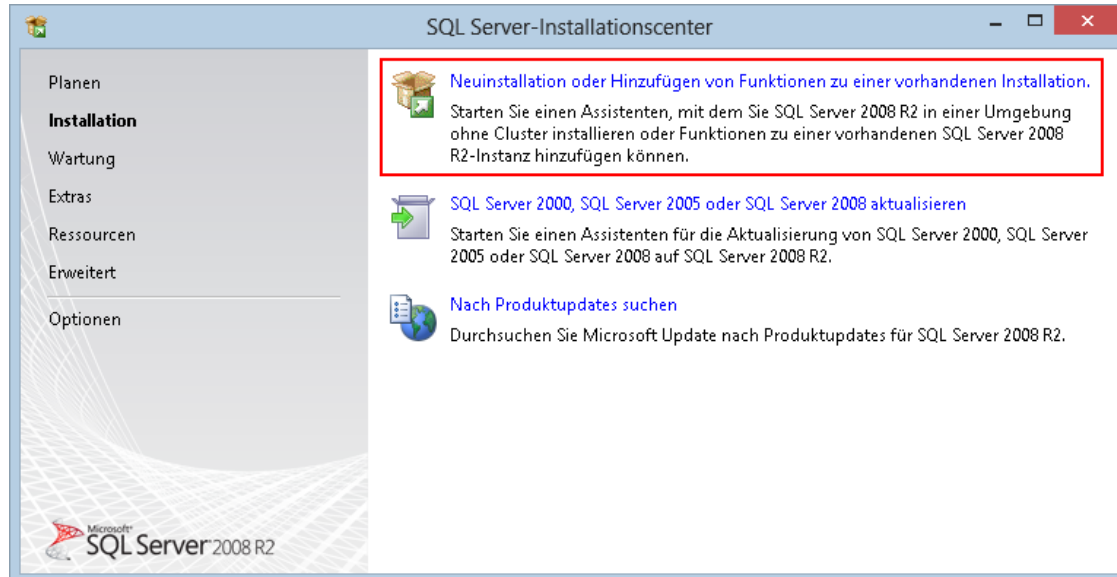 SQL Server-Installationscenter
Planen
Installation
Wartung
Extras
Ressourcen
Erweitert
Optionen
Neuinstallation oder Hinzufügen von Funktionen zu einer vorhandenen Installation.
Starten Sie einen Assistenten, mit dem Sie SQL Server 2008 R2 in einer Umgebung
ohne Cluster installieren oder Funktionen zu einer vorhandenen SQL Server 2008
R2-Instanz hinzufügen können.
SQL Server 2000, SQL Server 2005 oder SQL Server 2008 aktualisieren
Starten Sie einen Assistenten für die Aktualisierung von SQL Server 2000, SQL Server
2005 oder SQL Server 2008 auf SQL Server 2008 R2.
Nach Produktupdates suchen
Durchsuchen Sie Microsoft Update nach Produktupdates für SQL Server 2008 R2.
Microsoft
SQL Server 2008 R2